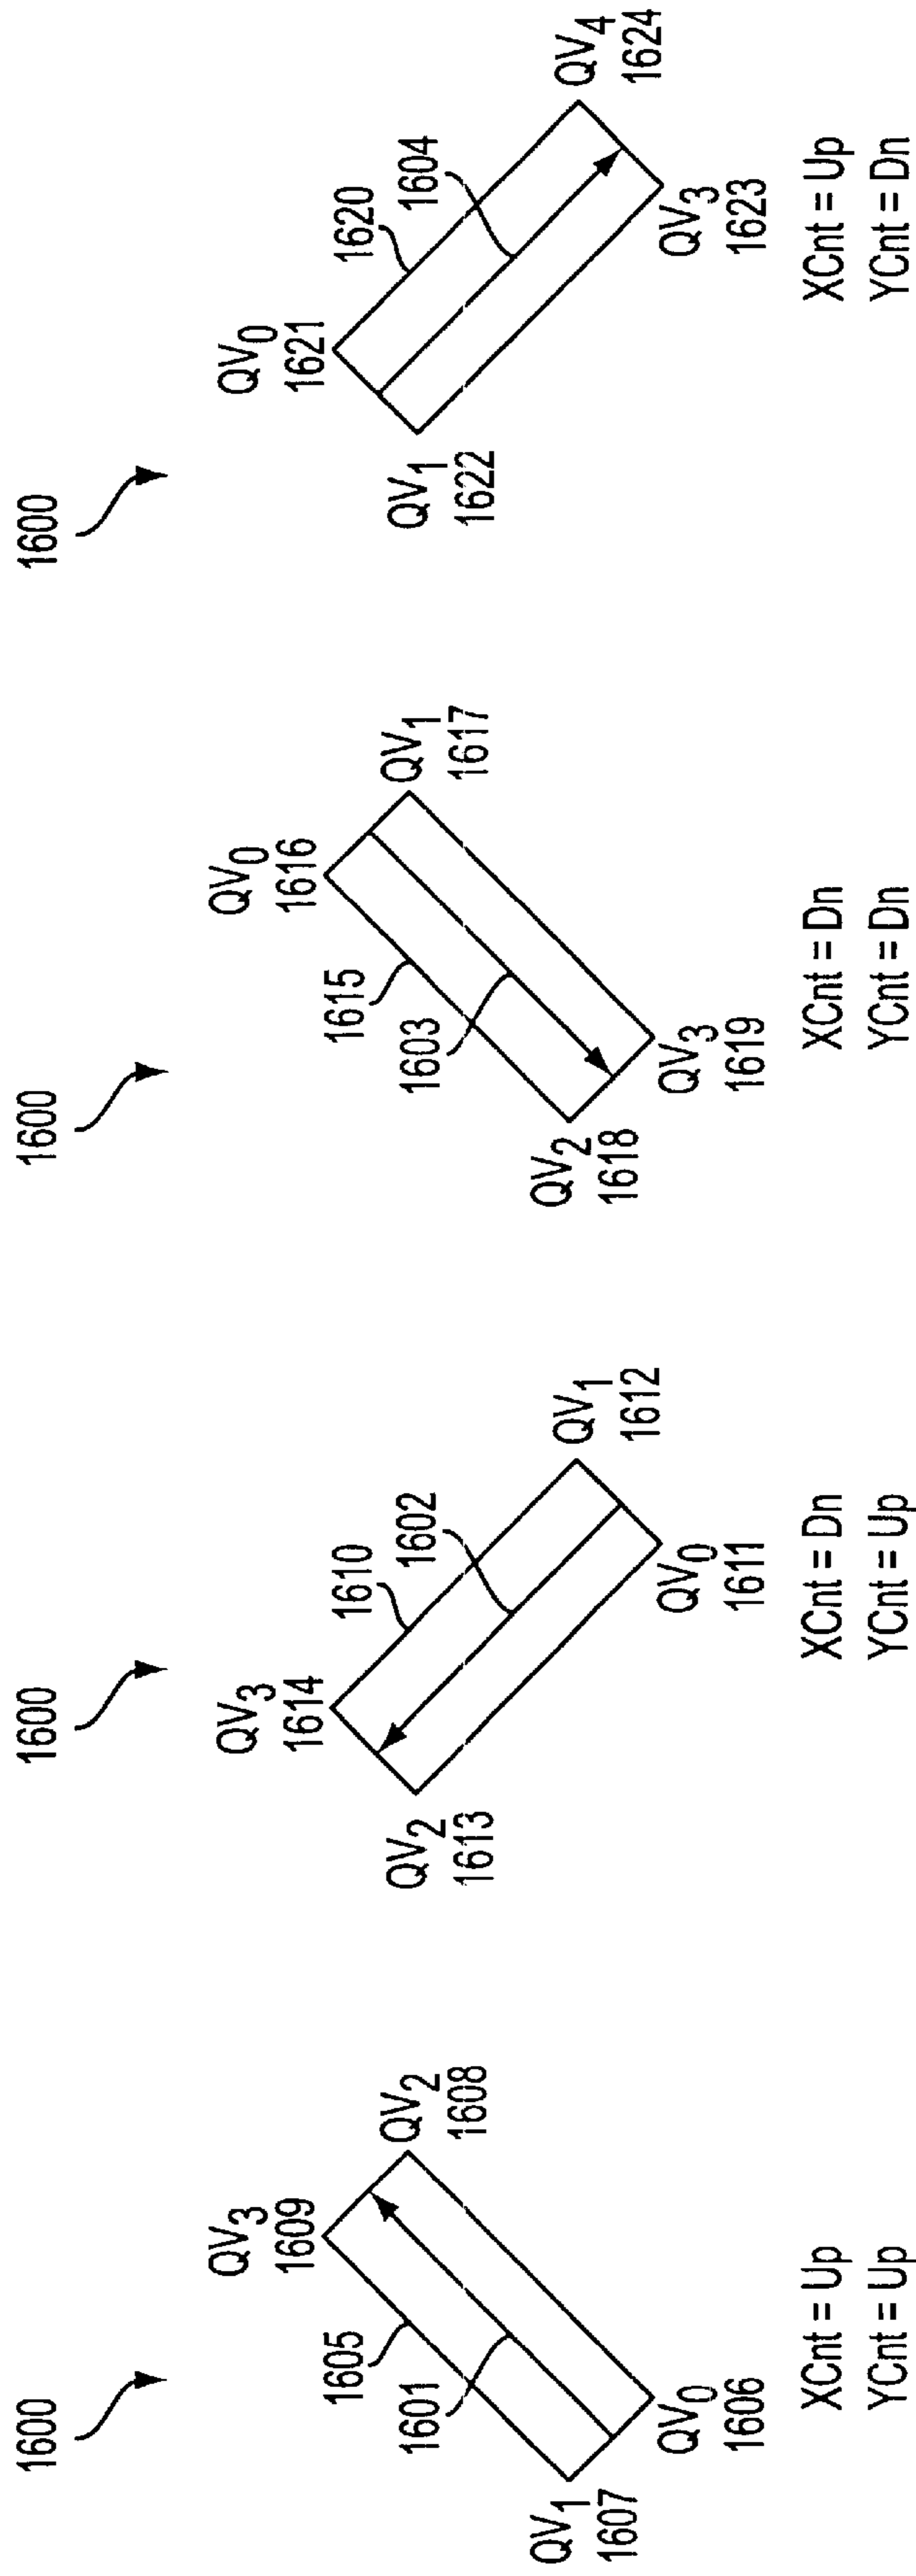 1600
QV3
1609
1605
1601
QV2
1608
QV1
1607
QV0
1606
XCnt = Up
YCnt = Up
1600
QV3
1614
1610
1602
QV2
1613
QV1
1612
QV0
1611
XCnt = Dn
YCnt = Up
1600
QV0
1616
1615
1603
QV1
1617
QV2
1618
QV3
1619
XCnt = Dn
YCnt = Dn
1600
QV0
1621
1620
1604
QV1
1622
QV4
1624
QV3
1623
XCnt = Up
YCnt = Dn